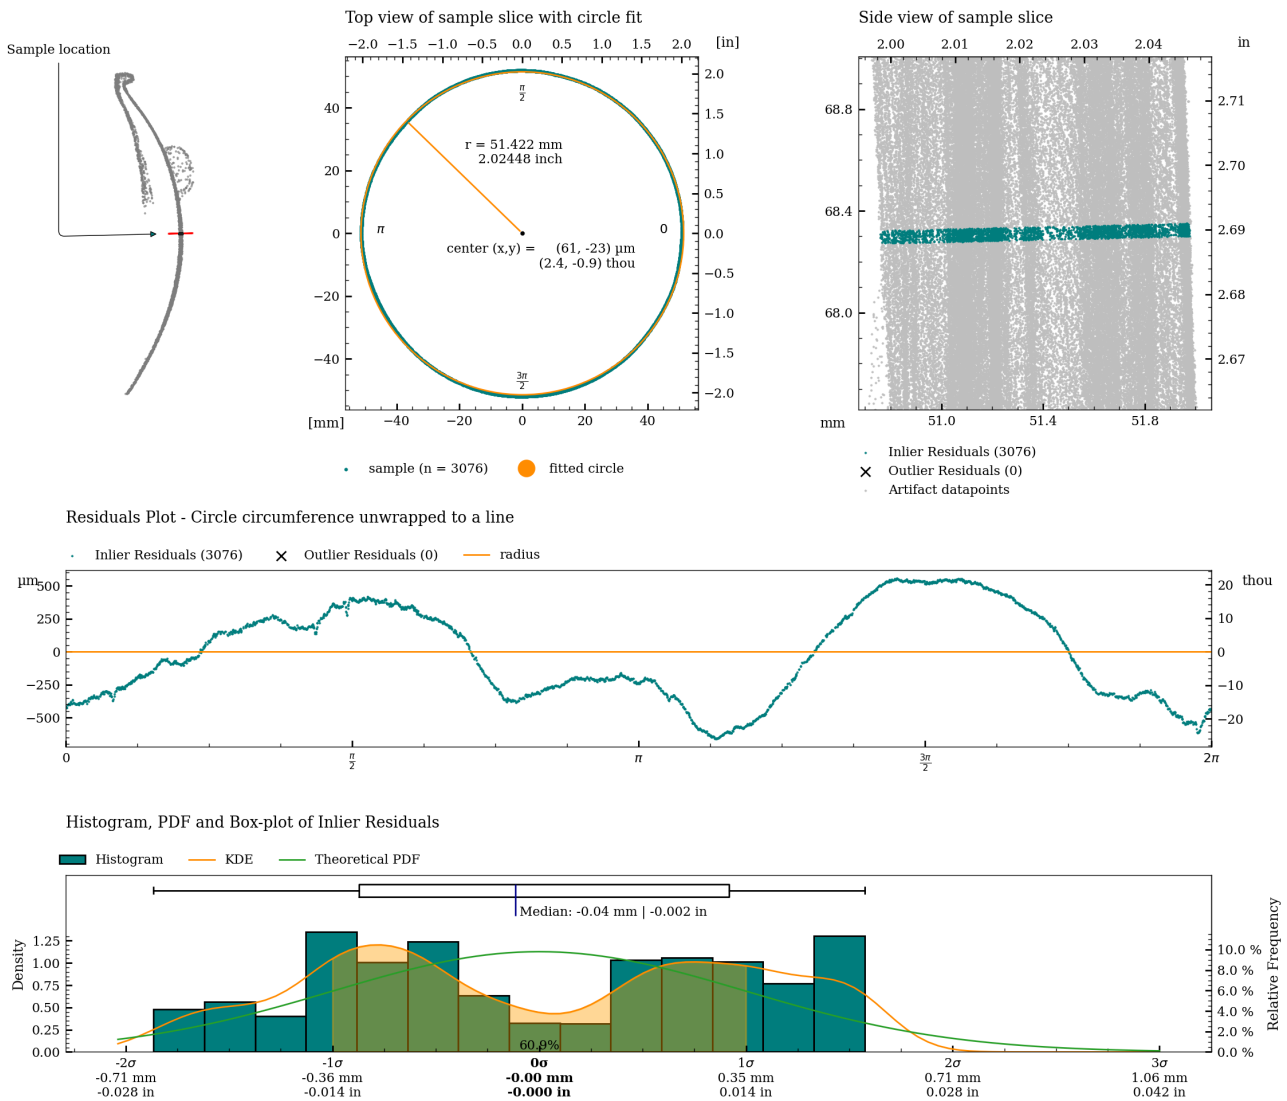 Sample location
Top view of sample slice with circle fit
−2.0 −1.5 −1.0 −0.5 0.0 0.5 1.0 1.5 2.0 [in]
40
20
0
−20
−40
[mm]
−40 −20 0 20 40
2.0
1.5
1.0
0.5
0.0
−0.5
−1.0
−1.5
−2.0
π/2
r = 51.422 mm
2.02448 inch
π
0
center (x,y) = (61, -23) µm
(2.4, -0.9) thou
3π/2
sample (n = 3076) fitted circle
Side view of sample slice
2.00 2.01 2.02 2.03 2.04 in
68.8
68.4
68.0
2.71
2.70
2.69
2.68
2.67
mm 51.0 51.4 51.8
Inlier Residuals (3076)
Outlier Residuals (0)
Artifact datapoints
Residuals Plot - Circle circumference unwrapped to a line
Inlier Residuals (3076) Outlier Residuals (0) radius
µm thou
500
250
0
−250
−500
20
10
0
−10
−20
0 π/2 π 3π/2 2π
Histogram, PDF and Box-plot of Inlier Residuals
Histogram KDE Theoretical PDF
Median: -0.04 mm | -0.002 in
Density
1.25
1.00
0.75
0.50
0.25
0.00
Relative Frequency
10.0 %
8.0 %
6.0 %
4.0 %
2.0 %
0.0 %
60.9%
-2σ -1σ 0σ 1σ 2σ 3σ
-0.71 mm -0.36 mm -0.00 mm 0.35 mm 0.71 mm 1.06 mm
-0.028 in -0.014 in -0.000 in 0.014 in 0.028 in 0.042 in